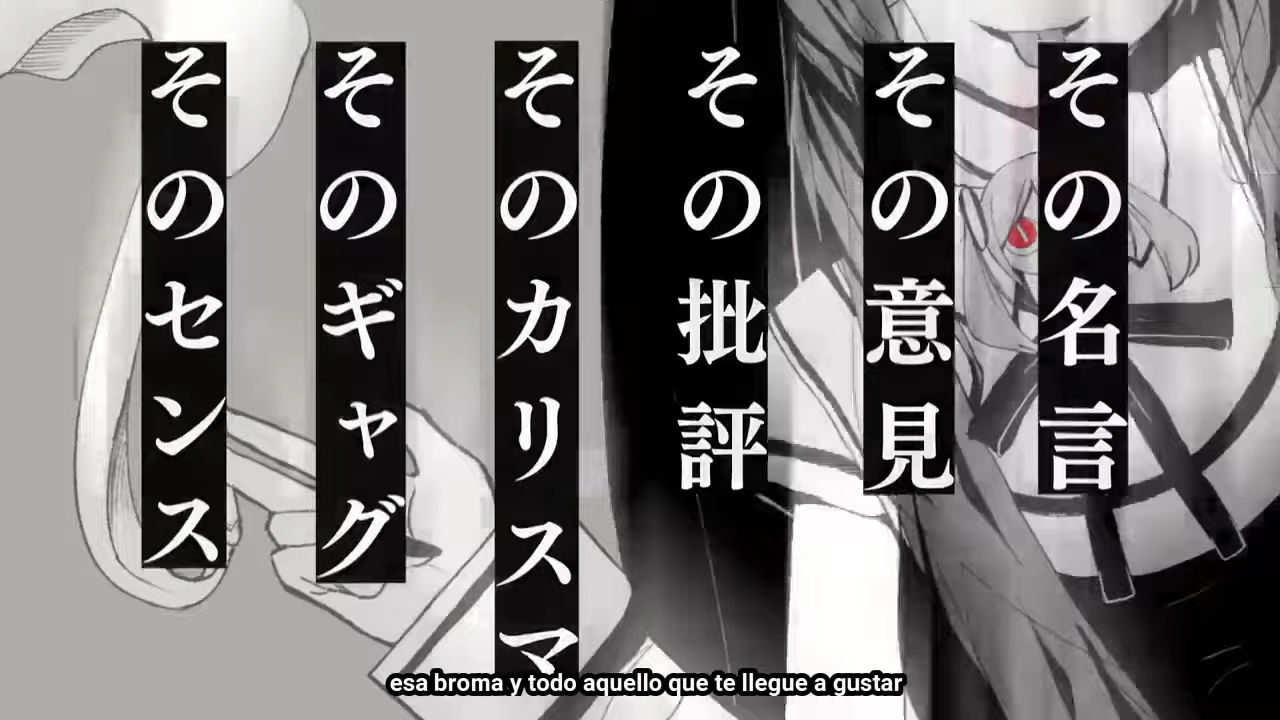 その名言
その意見
その批評
そのカリスマ
そのギャグ
そのセンス
esa broma y todo aquello que te llegue a gustar